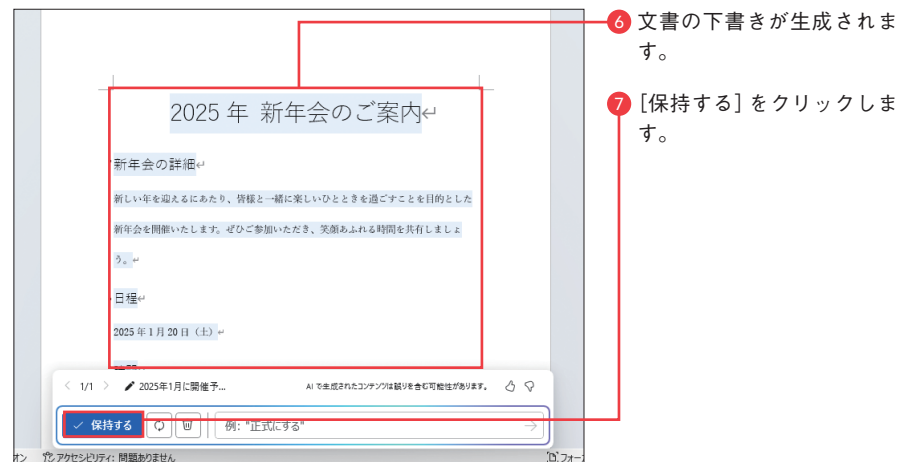 2025 年 新年会のご案内↵
新年会の詳細↵
新しい年を迎えるにあたり、皆様と一緒に楽しいひとときを過ごすことを目的とした
新年会を開催いたします。ぜひご参加いただき、笑顔あふれる時間を共有しましょ
う。↵
日程↵
2025 年 1 月 20 日（土）↵
1/1 2025年1月に開催予...
AI で生成されたコンテンツは誤りを含む可能性があります。
保持する
例: "正式にする"
オン アクセシビリティ: 問題ありません
フォー
6 文書の下書きが生成されま
す。
7 [保持する] をクリックしま
す。